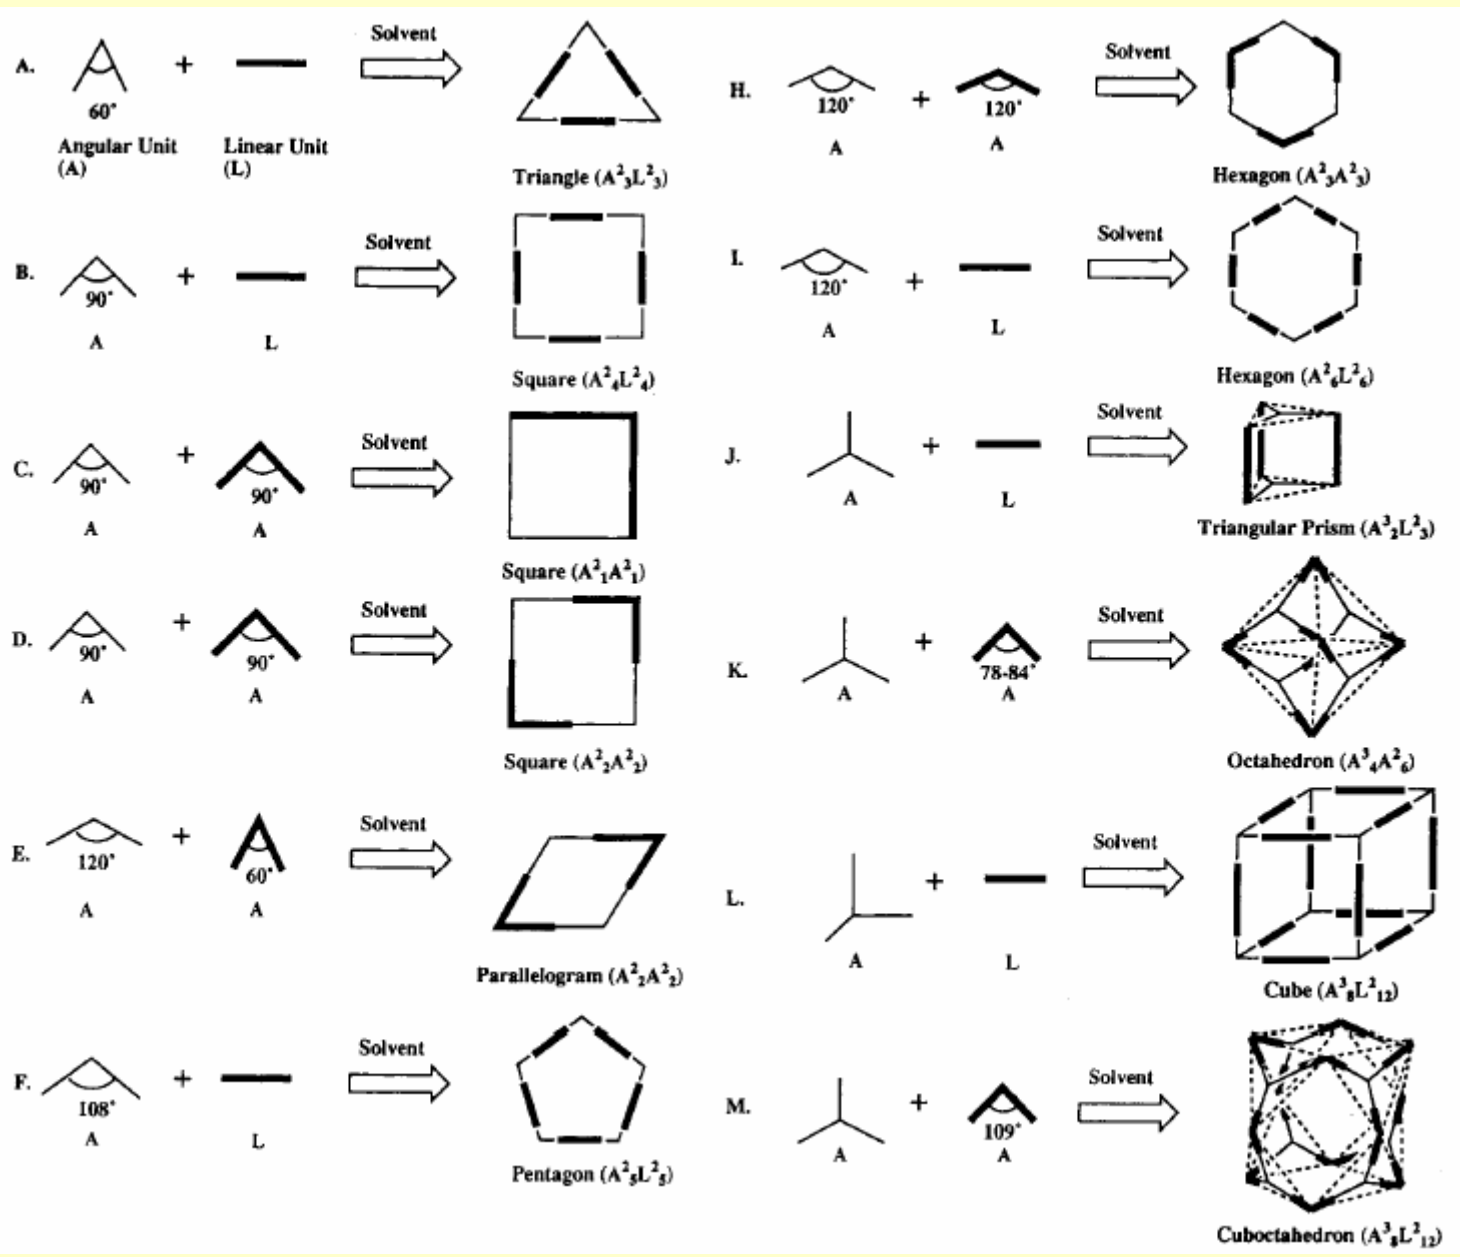 A.
+
Solvent
60°
Angular Unit
(A)
Linear Unit
(L)
Triangle (A²₃L²₃)
B.
+
Solvent
90°
A
L
Square (A²₄L²₄)
C.
+
Solvent
90°
90°
A
A
Square (A²₁A²₁)
D.
+
Solvent
90°
90°
A
A
Square (A²₂A²₂)
E.
+
Solvent
120°
60°
A
A
Parallelogram (A²₂A²₂)
F.
+
Solvent
108°
A
L
Pentagon (A²₅L²₅)
H.
+
Solvent
120°
120°
A
A
Hexagon (A²₃A²₃)
I.
+
Solvent
120°
A
L
Hexagon (A²₆L²₆)
J.
+
Solvent
A
L
Triangular Prism (A³₂L²₃)
K.
+
Solvent
78-84°
A
A
Octahedron (A³₄A²₆)
L.
+
Solvent
A
L
Cube (A³₈L²₁₂)
M.
+
Solvent
109°
A
A
Cuboctahedron (A³₈L²₁₂)